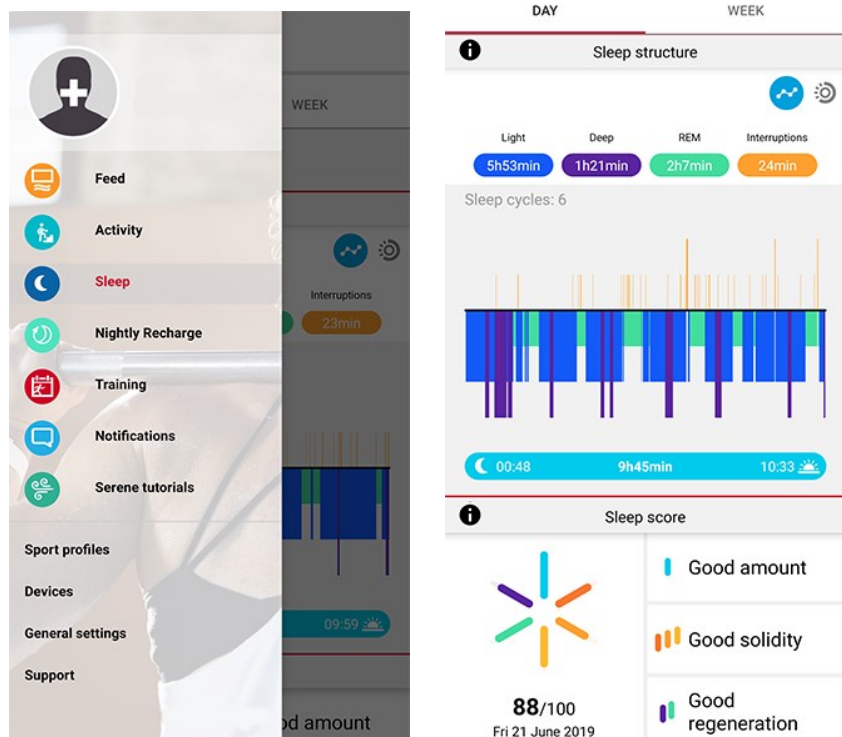 WEEK
Feed
Activity
Sleep
Interruptions
23min
Nightly Recharge
Training
Notifications
Serene tutorials
Sport profiles
Devices
General settings
09:59
Support
od amount
DAY
WEEK
Sleep structure
Light
Deep
REM
Interruptions
5h53min
1h21min
2h7min
24min
Sleep cycles: 6
00:48
9h45min
10:33
Sleep score
Good amount
Good solidity
88/100
Fri 21 June 2019
Good
regeneration